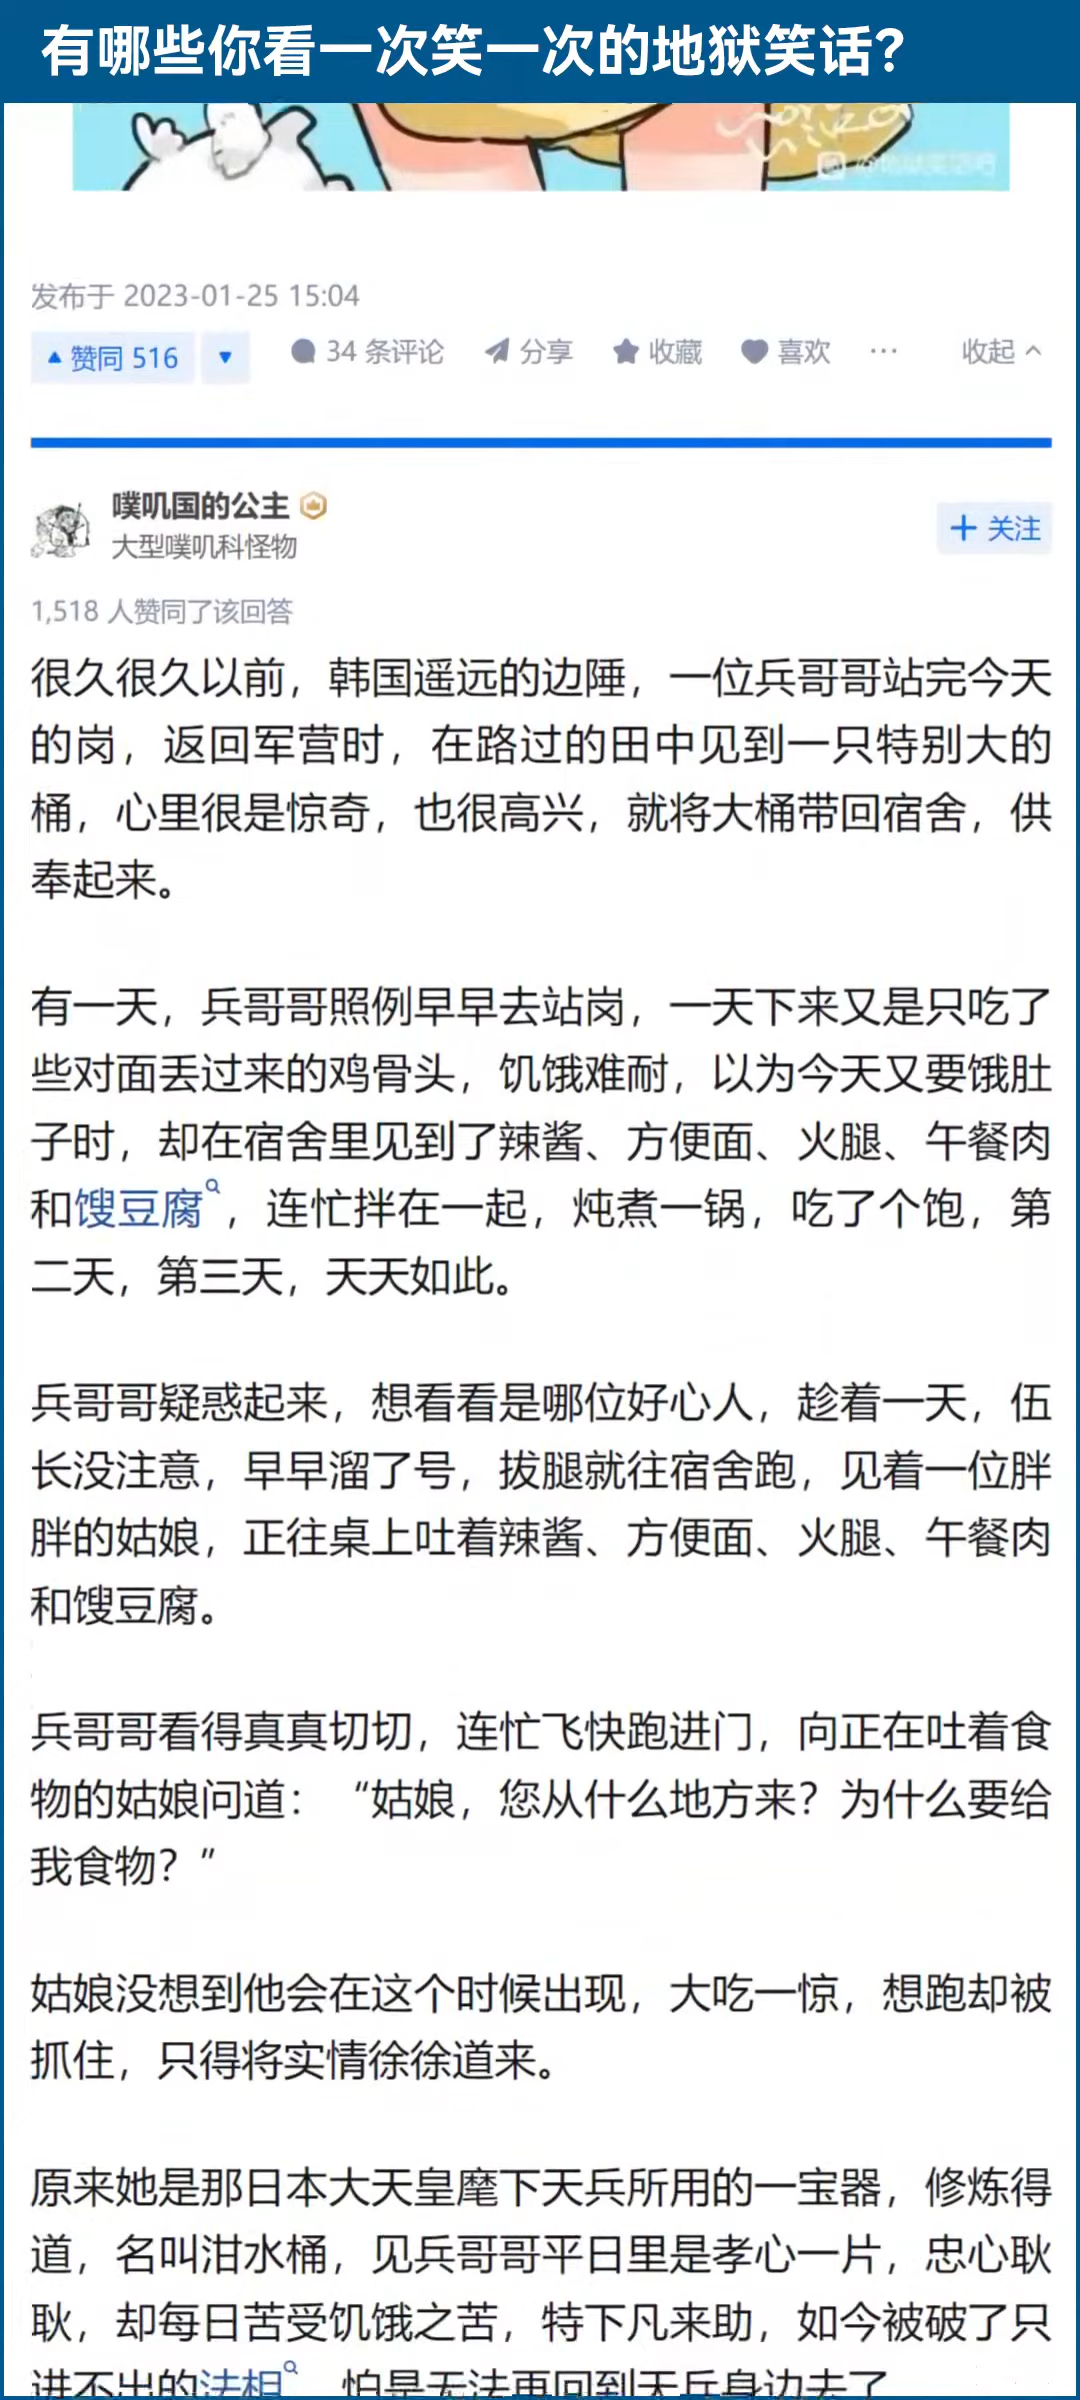 有哪些你看一次笑一次的地狱笑话?
发布于 2023-01-25 15:04
赞同 516
34 条评论
分享
收藏
喜欢
收起
噗叽国的公主
大型噗叽科怪物
关注
1,518 人赞同了该回答
很久很久以前，韩国遥远的边陲，一位兵哥哥站完今天
的岗，返回军营时，在路过的田中见到一只特别大的
桶，心里很是惊奇，也很高兴，就将大桶带回宿舍，供
奉起来。
有一天，兵哥哥照例早早去站岗，一天下来又是只吃了
些对面丢过来的鸡骨头，饥饿难耐，以为今天又要饿肚
子时，却在宿舍里见到了辣酱、方便面、火腿、午餐肉
和馊豆腐，连忙拌在一起，炖煮一锅，吃了个饱，第
二天，第三天，天天如此。
兵哥哥疑惑起来，想看看是哪位好心人，趁着一天，伍
长没注意，早早溜了号，拔腿就往宿舍跑，见着一位胖
胖的姑娘，正往桌上吐着辣酱、方便面、火腿、午餐肉
和馊豆腐。
兵哥哥看得真真切切，连忙飞快跑进门，向正在吐着食
物的姑娘问道：“姑娘，您从什么地方来？为什么要给
我食物？”
姑娘没想到他会在这个时候出现，大吃一惊，想跑却被
抓住，只得将实情徐徐道来。
原来她是那日本大天皇麾下天兵所用的一宝器，修炼得
道，名叫泔水桶，见兵哥哥平日里是孝心一片，忠心耿
耿，却每日苦受饥饿之苦，特下凡来助，如今被破了只
进不出的法相，怕是无法再回到天兵身边去了